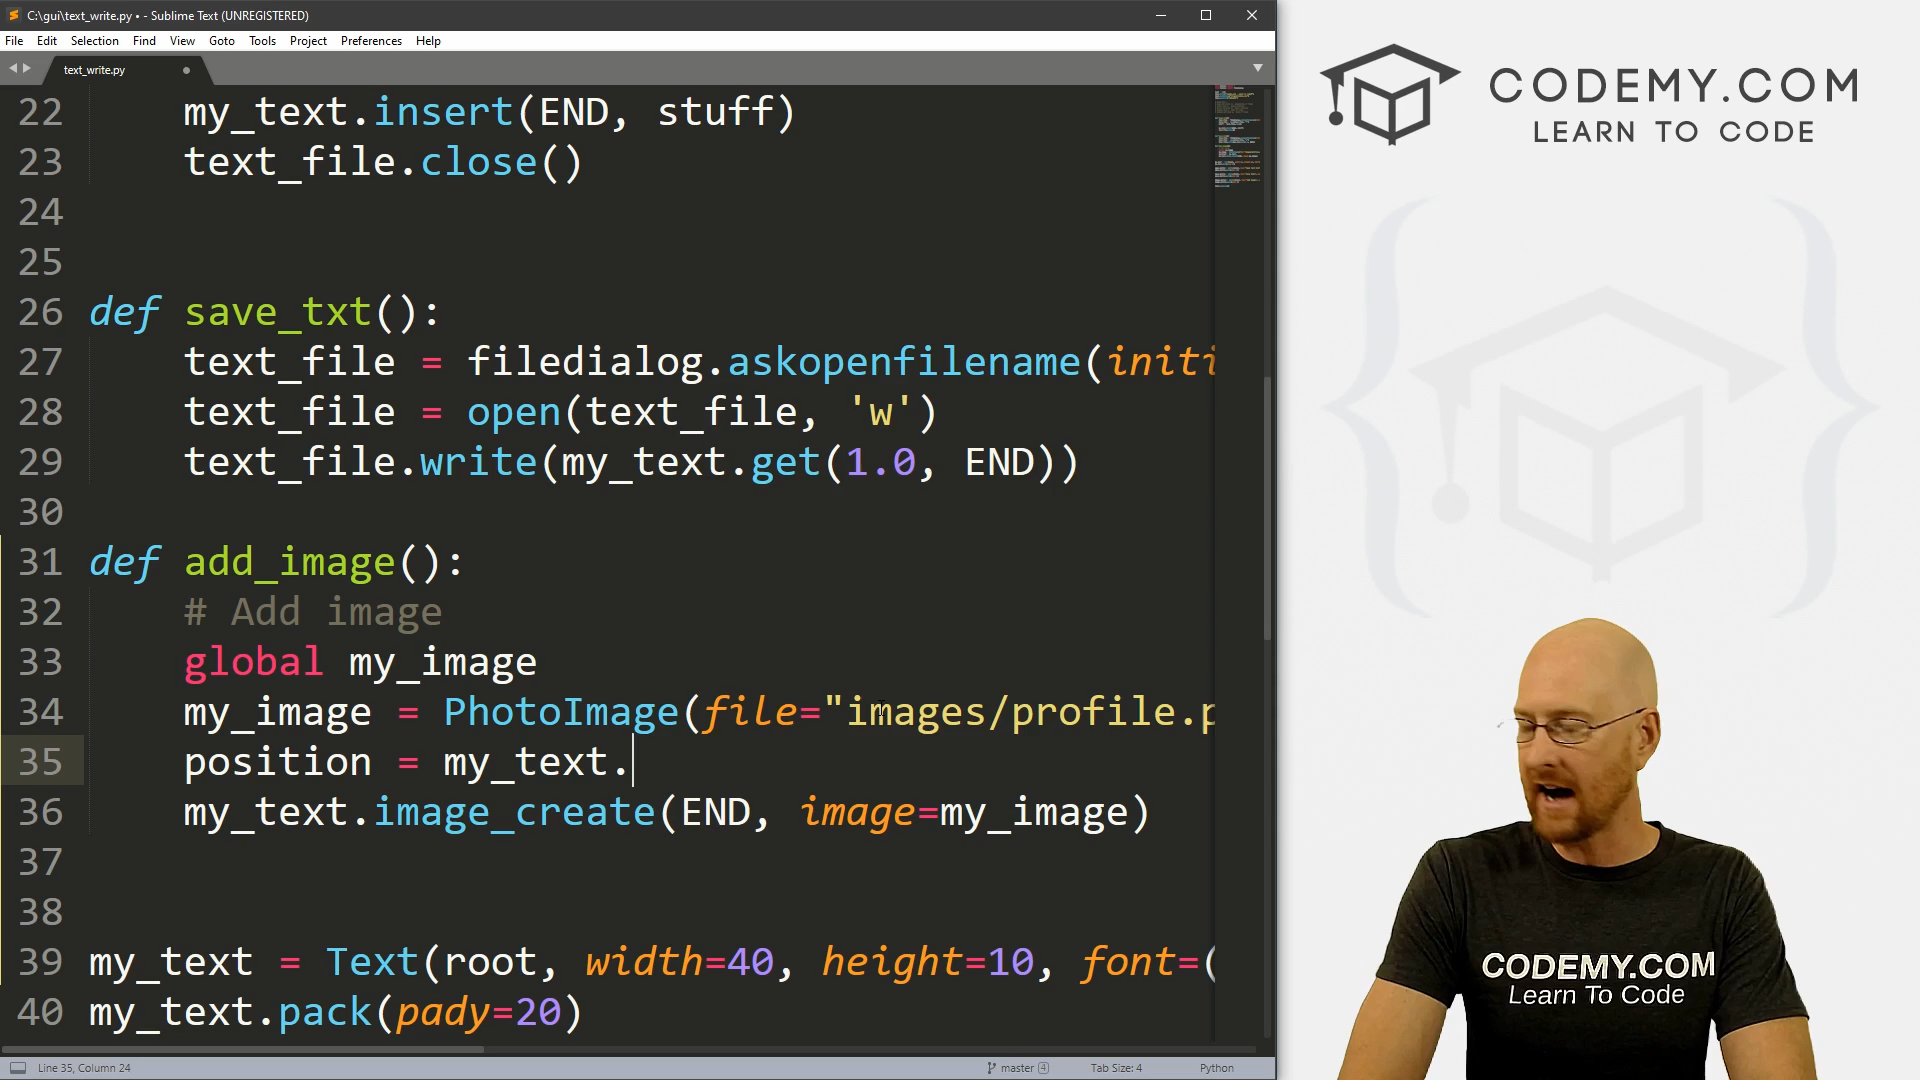 C:\gui\text_write.py • - Sublime Text (UNREGISTERED)
File Edit Selection Find View Goto Tools Project Preferences Help
text_write.py
22 my_text.insert(END, stuff)
23 text_file.close()
24
25
26 def save_txt():
27 text_file = filedialog.askopenfilename(initi
28 text_file = open(text_file, 'w')
29 text_file.write(my_text.get(1.0, END))
30
31 def add_image():
32 # Add image
33 global my_image
34 my_image = PhotoImage(file="images/profile.p
35 position = my_text.
36 my_text.image_create(END, image=my_image)
37
38
39 my_text = Text(root, width=40, height=10, font=(
40 my_text.pack(pady=20)
Line 35, Column 24
master 4
Tab Size: 4
Python
CODEMY.COM
LEARN TO CODE
CODEMY.COM
Learn To Code